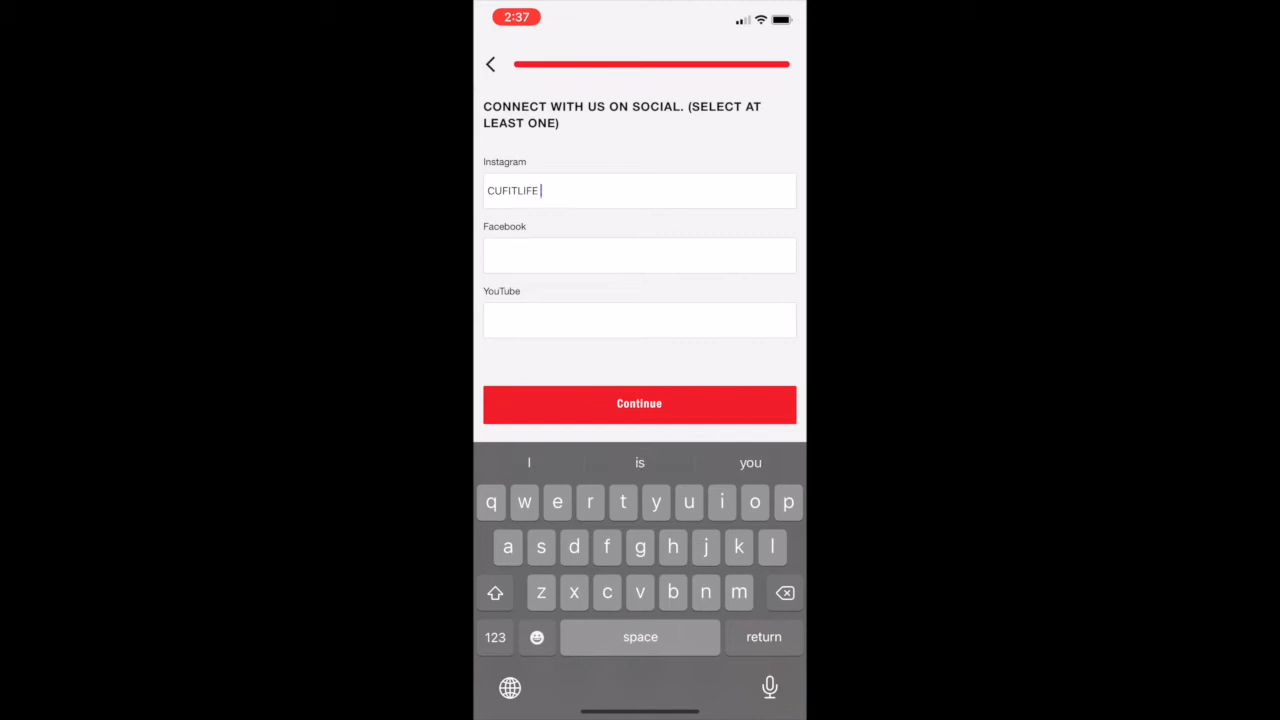 2:37
CONNECT WITH US ON SOCIAL. (SELECT AT
LEAST ONE)
Instagram
CUFITLIFE
Facebook
YouTube
Continue
I is you
q w e r t y u i o p
a s d f g h j k l
z x c v b n m
123 space return